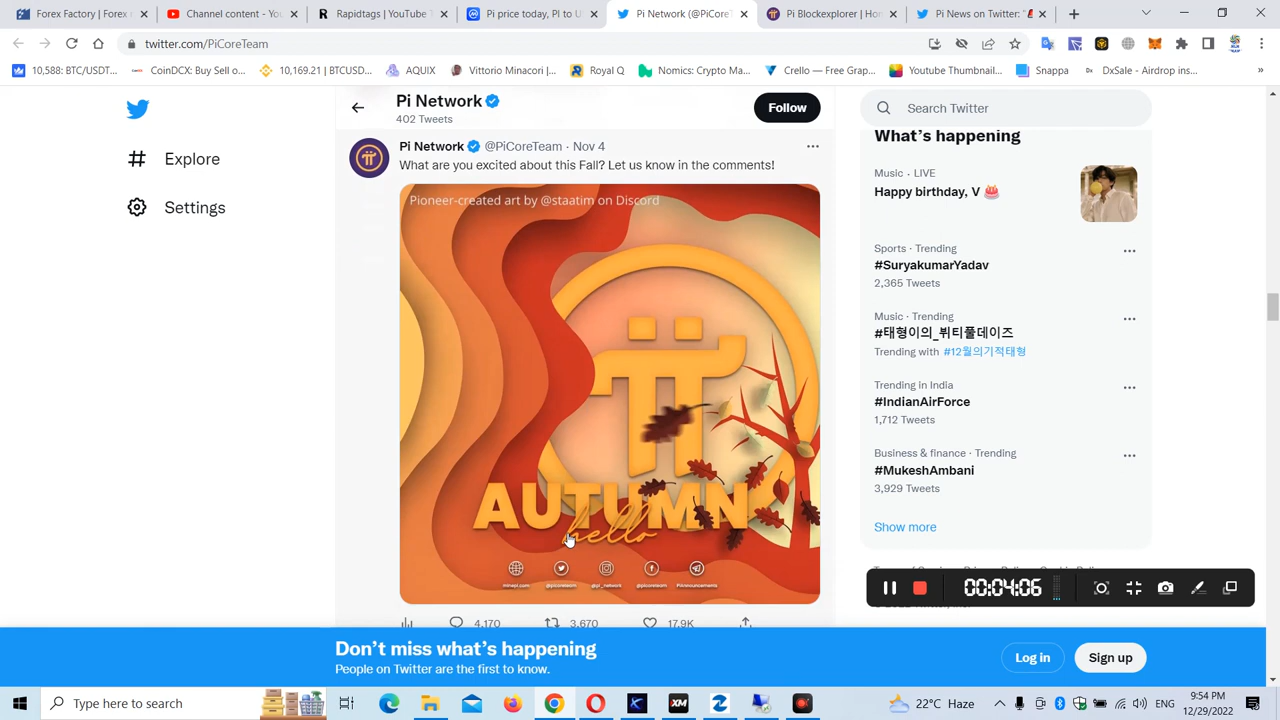 Forex Factory | Forex
Channel content - You
Rapidtags | YouTube
Pi price today, Pi to U
Pi Network (@PiCoreTe
Pi Blockexplorer | Hom
Pi News on Twitter: "
twitter.com/PiCoreTeam
10,588: BTC/USDT...
CoinDCX: Buy Sell o...
10,169.21 | BTCUSD...
AQUIX
Vittorio Minacori | ...
Royal Q
Nomics: Crypto Ma...
Crello — Free Grap...
Youtube Thumbnail...
Snappa
DxSale - Airdrop ins...
»
Explore
Settings
Pi Network
402 Tweets
Follow
Pi Network @PiCoreTeam · Nov 4
What are you excited about this Fall? Let us know in the comments!
Pioneer-created art by @staatim on Discord
AUTUMN
hello
minepi.com @picoreteam @pi_network @picoreteam PiAnnouncements
4,170 3,670 17.9K
Search Twitter
What's happening
Music · LIVE
Happy birthday, V 🎂
Sports · Trending
#SuryakumarYadav
2,365 Tweets
Music · Trending
#태형이의_뷔티풀데이즈
Trending with #12월의기적태형
Trending in India
#IndianAirForce
1,712 Tweets
Business & finance · Trending
#MukeshAmbani
3,929 Tweets
Show more
00:04:06
Don't miss what's happening
People on Twitter are the first to know.
Log in
Sign up
Type here to search
22°C Haze
9:54 PM
12/29/2022